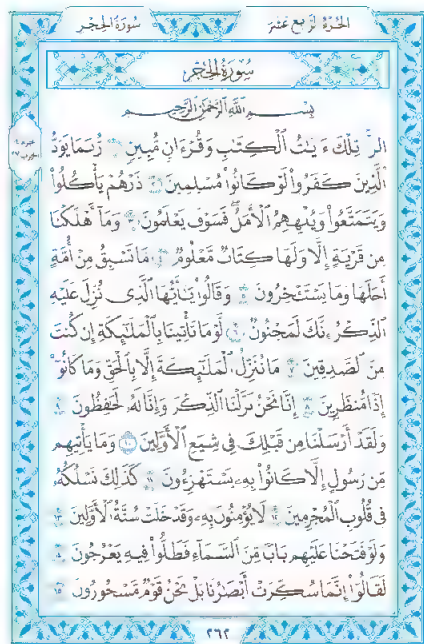 الجزء الرابع عشر
سورة الحجر
سُورَةُ الحِجْرِ
بِسْمِ اللَّهِ الرَّحْمَٰنِ الرَّحِيمِ
الٓرۚ تِلْكَ ءَايَٰتُ ٱلْكِتَٰبِ وَقُرْءَانٍ مُّبِينٍ ١ رُّبَمَا يَوَدُّ
ٱلَّذِينَ كَفَرُوا۟ لَوْ كَانُوا۟ مُسْلِمِينَ ٢ ذَرْهُمْ يَأْكُلُوا۟
وَيَتَمَتَّعُوا۟ وَيُلْهِهِمُ ٱلْأَمَلُۖ فَسَوْفَ يَعْلَمُونَ ٣ وَمَآ أَهْلَكْنَا
مِن قَرْيَةٍ إِلَّا وَلَهَا كِتَابٌ مَّعْلُومٌ ٤ مَّا تَسْبِقُ مِنْ أُمَّةٍ
أَجَلَهَا وَمَا يَسْتَـْٔخِرُونَ ٥ وَقَالُوا۟ يَٰٓأَيُّهَا ٱلَّذِى نُزِّلَ عَلَيْهِ
ٱلذِّكْرُ إِنَّكَ لَمَجْنُونٌ ٦ لَّوْ مَا تَأْتِينَا بِٱلْمَلَٰٓئِكَةِ إِن كُنتَ
مِنَ ٱلصَّٰدِقِينَ ٧ مَا نُنَزِّلُ ٱلْمَلَٰٓئِكَةَ إِلَّا بِٱلْحَقِّ وَمَا كَانُوٓا۟
إِذًا مُّنظَرِينَ ٨ إِنَّا نَحْنُ نَزَّلْنَا ٱلذِّكْرَ وَإِنَّا لَهُۥ لَحَٰفِظُونَ ٩
وَلَقَدْ أَرْسَلْنَا مِن قَبْلِكَ فِى شِيَعِ ٱلْأَوَّلِينَ ١٠ وَمَا يَأْتِيهِم
مِّن رَّسُولٍ إِلَّا كَانُوا۟ بِهِۦ يَسْتَهْزِءُونَ ١١ كَذَٰلِكَ نَسْلُكُهُۥ
فِى قُلُوبِ ٱلْمُجْرِمِينَ ١٢ لَا يُؤْمِنُونَ بِهِۦۖ وَقَدْ خَلَتْ سُنَّةُ ٱلْأَوَّلِينَ ١٣
وَلَوْ فَتَحْنَا عَلَيْهِم بَابًا مِّنَ ٱلسَّمَآءِ فَظَلُّوا۟ فِيهِ يَعْرُجُونَ ١٤
لَقَالُوٓا۟ إِنَّمَا سُكِّرَتْ أَبْصَٰرُنَا بَلْ نَحْنُ قَوْمٌ مَّسْحُورُونَ ١٥
٢٦٢